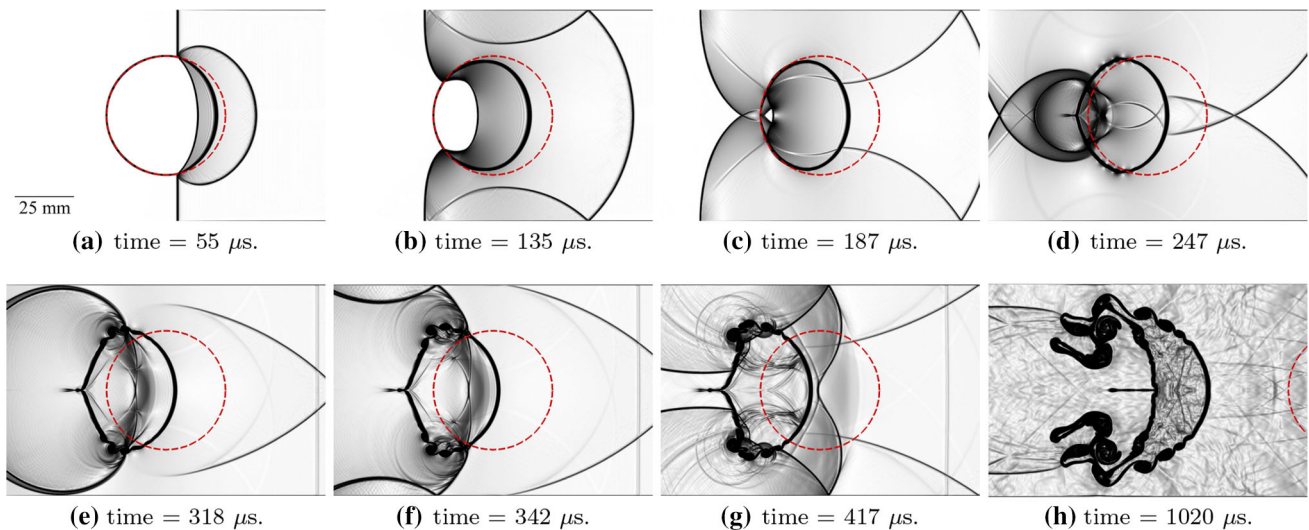 25 mm
(a) time = 55 μs.
(b) time = 135 μs.
(c) time = 187 μs.
(d) time = 247 μs.
(e) time = 318 μs.
(f) time = 342 μs.
(g) time = 417 μs.
(h) time = 1020 μs.